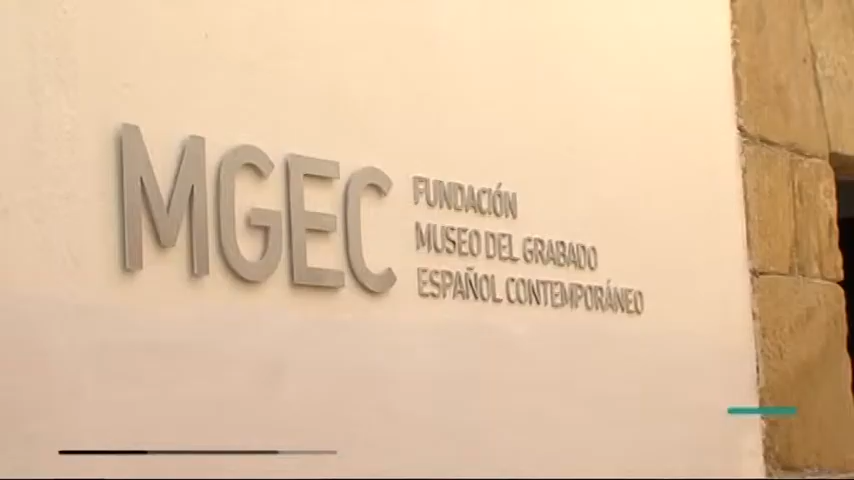 MGEC
FUNDACIÓN
MUSEO DEL GRABADO
ESPAÑOL CONTEMPORÁNEO